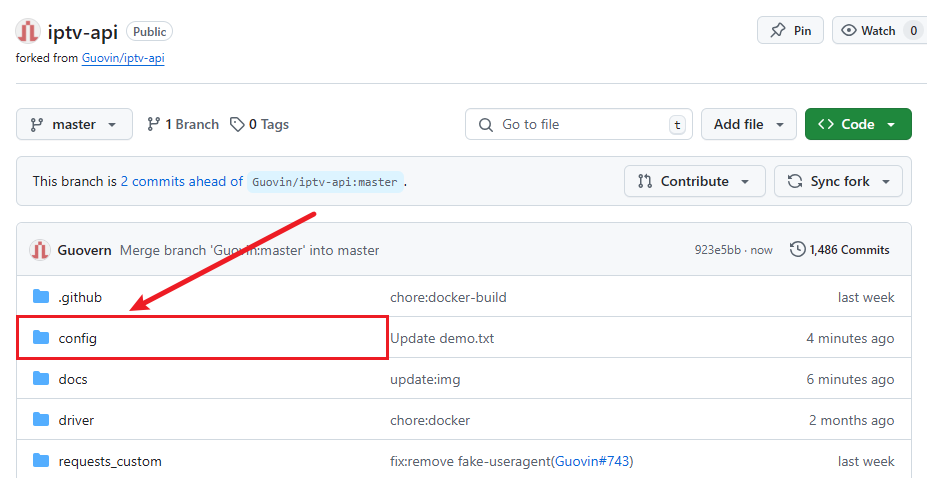 iptv-api Public Pin Watch 0
forked from Guovin/iptv-api
master 1 Branch 0 Tags Go to file t Add file Code
This branch is 2 commits ahead of Guovin/iptv-api:master . Contribute Sync fork
Guovern Merge branch 'Guovin:master' into master 923e5bb · now 1,486 Commits
.github chore:docker-build last week
config Update demo.txt 4 minutes ago
docs update:img 6 minutes ago
driver chore:docker 2 months ago
requests_custom fix:remove fake-useragent(Guovin#743) last week